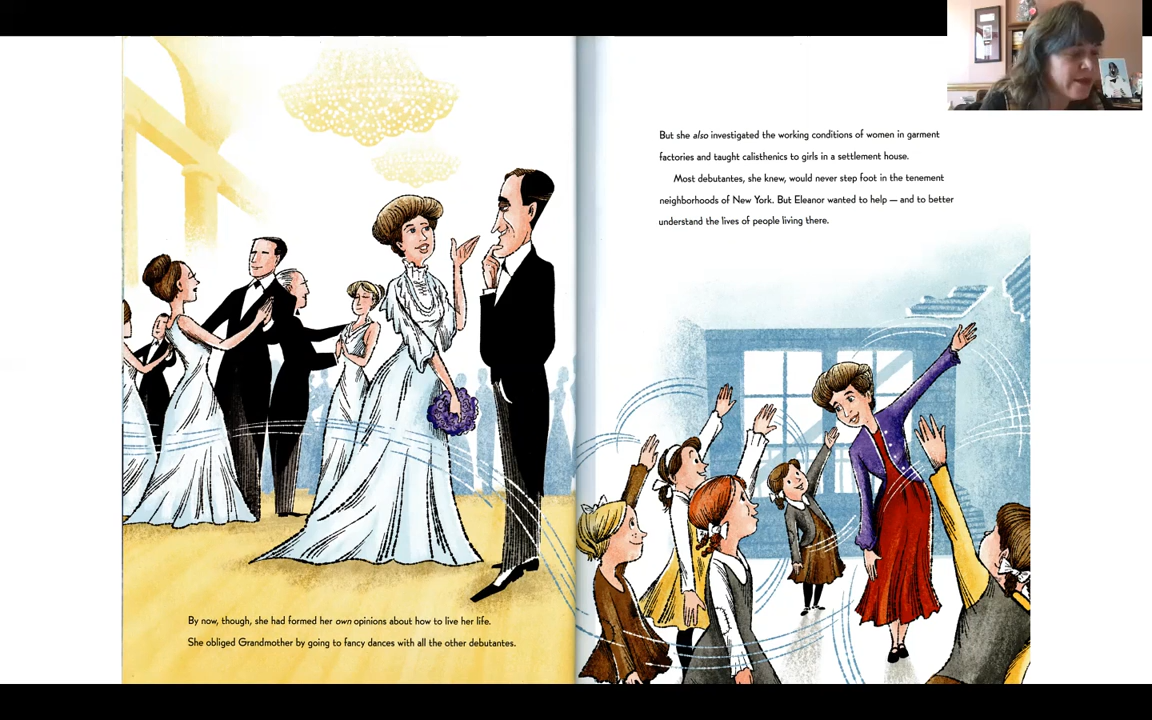 By now, though, she had formed her own opinions about how to live her life.
She obliged Grandmother by going to fancy dances with all the other debutantes.
But she also investigated the working conditions of women in garment
factories and taught calisthenics to girls in a settlement house.
Most debutantes, she knew, would never step foot in the tenement
neighborhoods of New York. But Eleanor wanted to help — and to better
understand the lives of people living there.